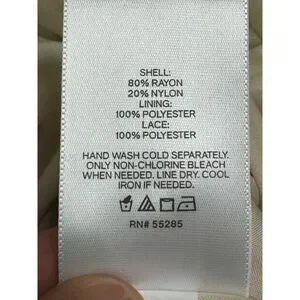 SHELL:
80% RAYON
20% NYLON
LINING:
100% POLYESTER
LACE:
100% POLYESTER
HAND WASH COLD SEPARATELY.
ONLY NON-CHLORINE BLEACH
WHEN NEEDED. LINE DRY. COOL
IRON IF NEEDED.
RN# 55285